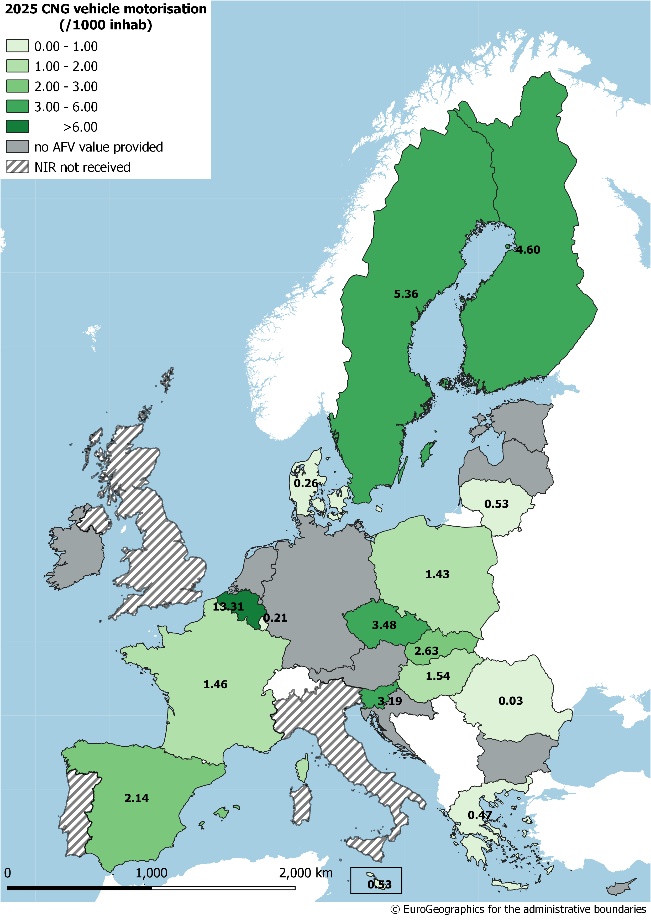 2025 CNG vehicle motorisation
(/1000 inhab)
0.00 - 1.00
1.00 - 2.00
2.00 - 3.00
3.00 - 6.00
>6.00
no AFV value provided
NIR not received
4.60
5.36
0.26
0.53
1.43
13.31
0.21
3.48
2.63
1.54
1.46
3.19
0.03
2.14
0.47
0
1,000
2,000 km
0.53
© EuroGeographics for the administrative boundaries